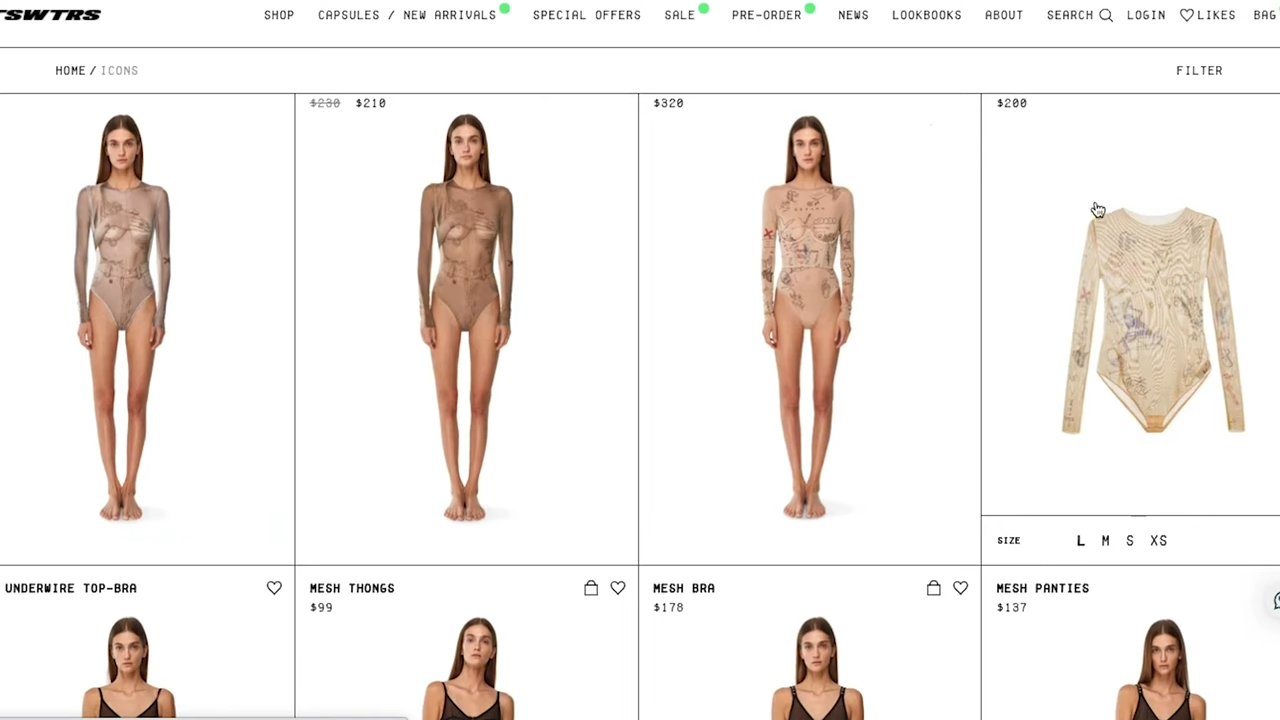 TSWTRS
SHOP CAPSULES / NEW ARRIVALS SPECIAL OFFERS SALE PRE-ORDER NEWS LOOKBOOKS ABOUT SEARCH LOGIN LIKES BAG
HOME / ICONS
FILTER
$230 $210
$320
$200
SIZE L M S XS
UNDERWIRE TOP-BRA
MESH THONGS
$99
MESH BRA
$178
MESH PANTIES
$137